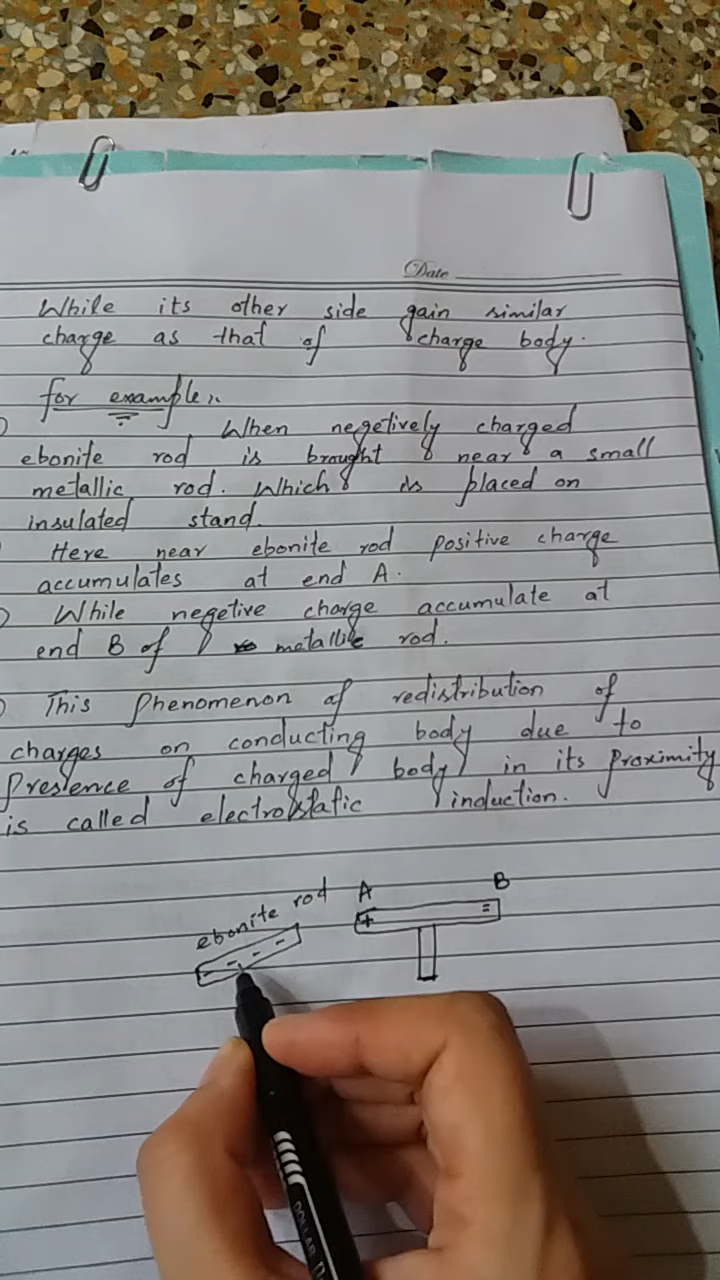 Date
While its other side gain similar
charge as that of charge body.
for example:
When negetively charged
ebonite rod is brought near a small
metallic rod. Which is placed on
insulated stand.
Here near ebonite rod positive charge
accumulates at end A.
While negetive charge accumulate at
end B of metallic rod.
This Phenomenon of redistribution of
charges on conducting body due to
Presence of charged body in its proximity
is called electrostatic induction.
ebonite rod A B
+ =
- - - -
DOLLAR